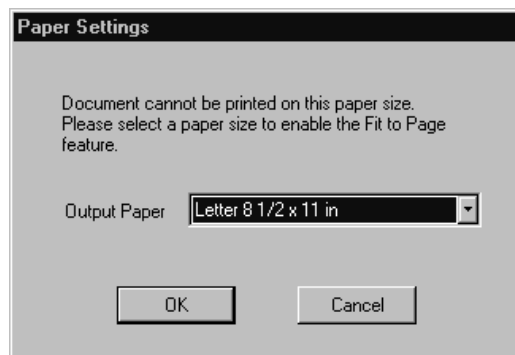 Paper Settings
Document cannot be printed on this paper size.
Please select a paper size to enable the Fit to Page
feature.
Output Paper Letter 8 1/2 x 11 in
OK Cancel